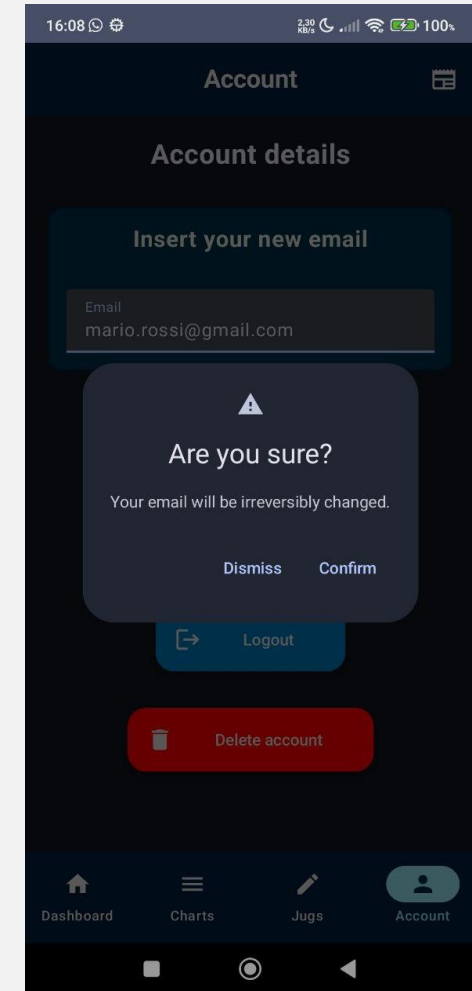 16:08
2,30
KB/s
100%
Account
Account details
Insert your new email
Email
mario.rossi@gmail.com
Are you sure?
Your email will be irreversibly changed.
Dismiss Confirm
Logout
Delete account
Dashboard Charts Jugs Account